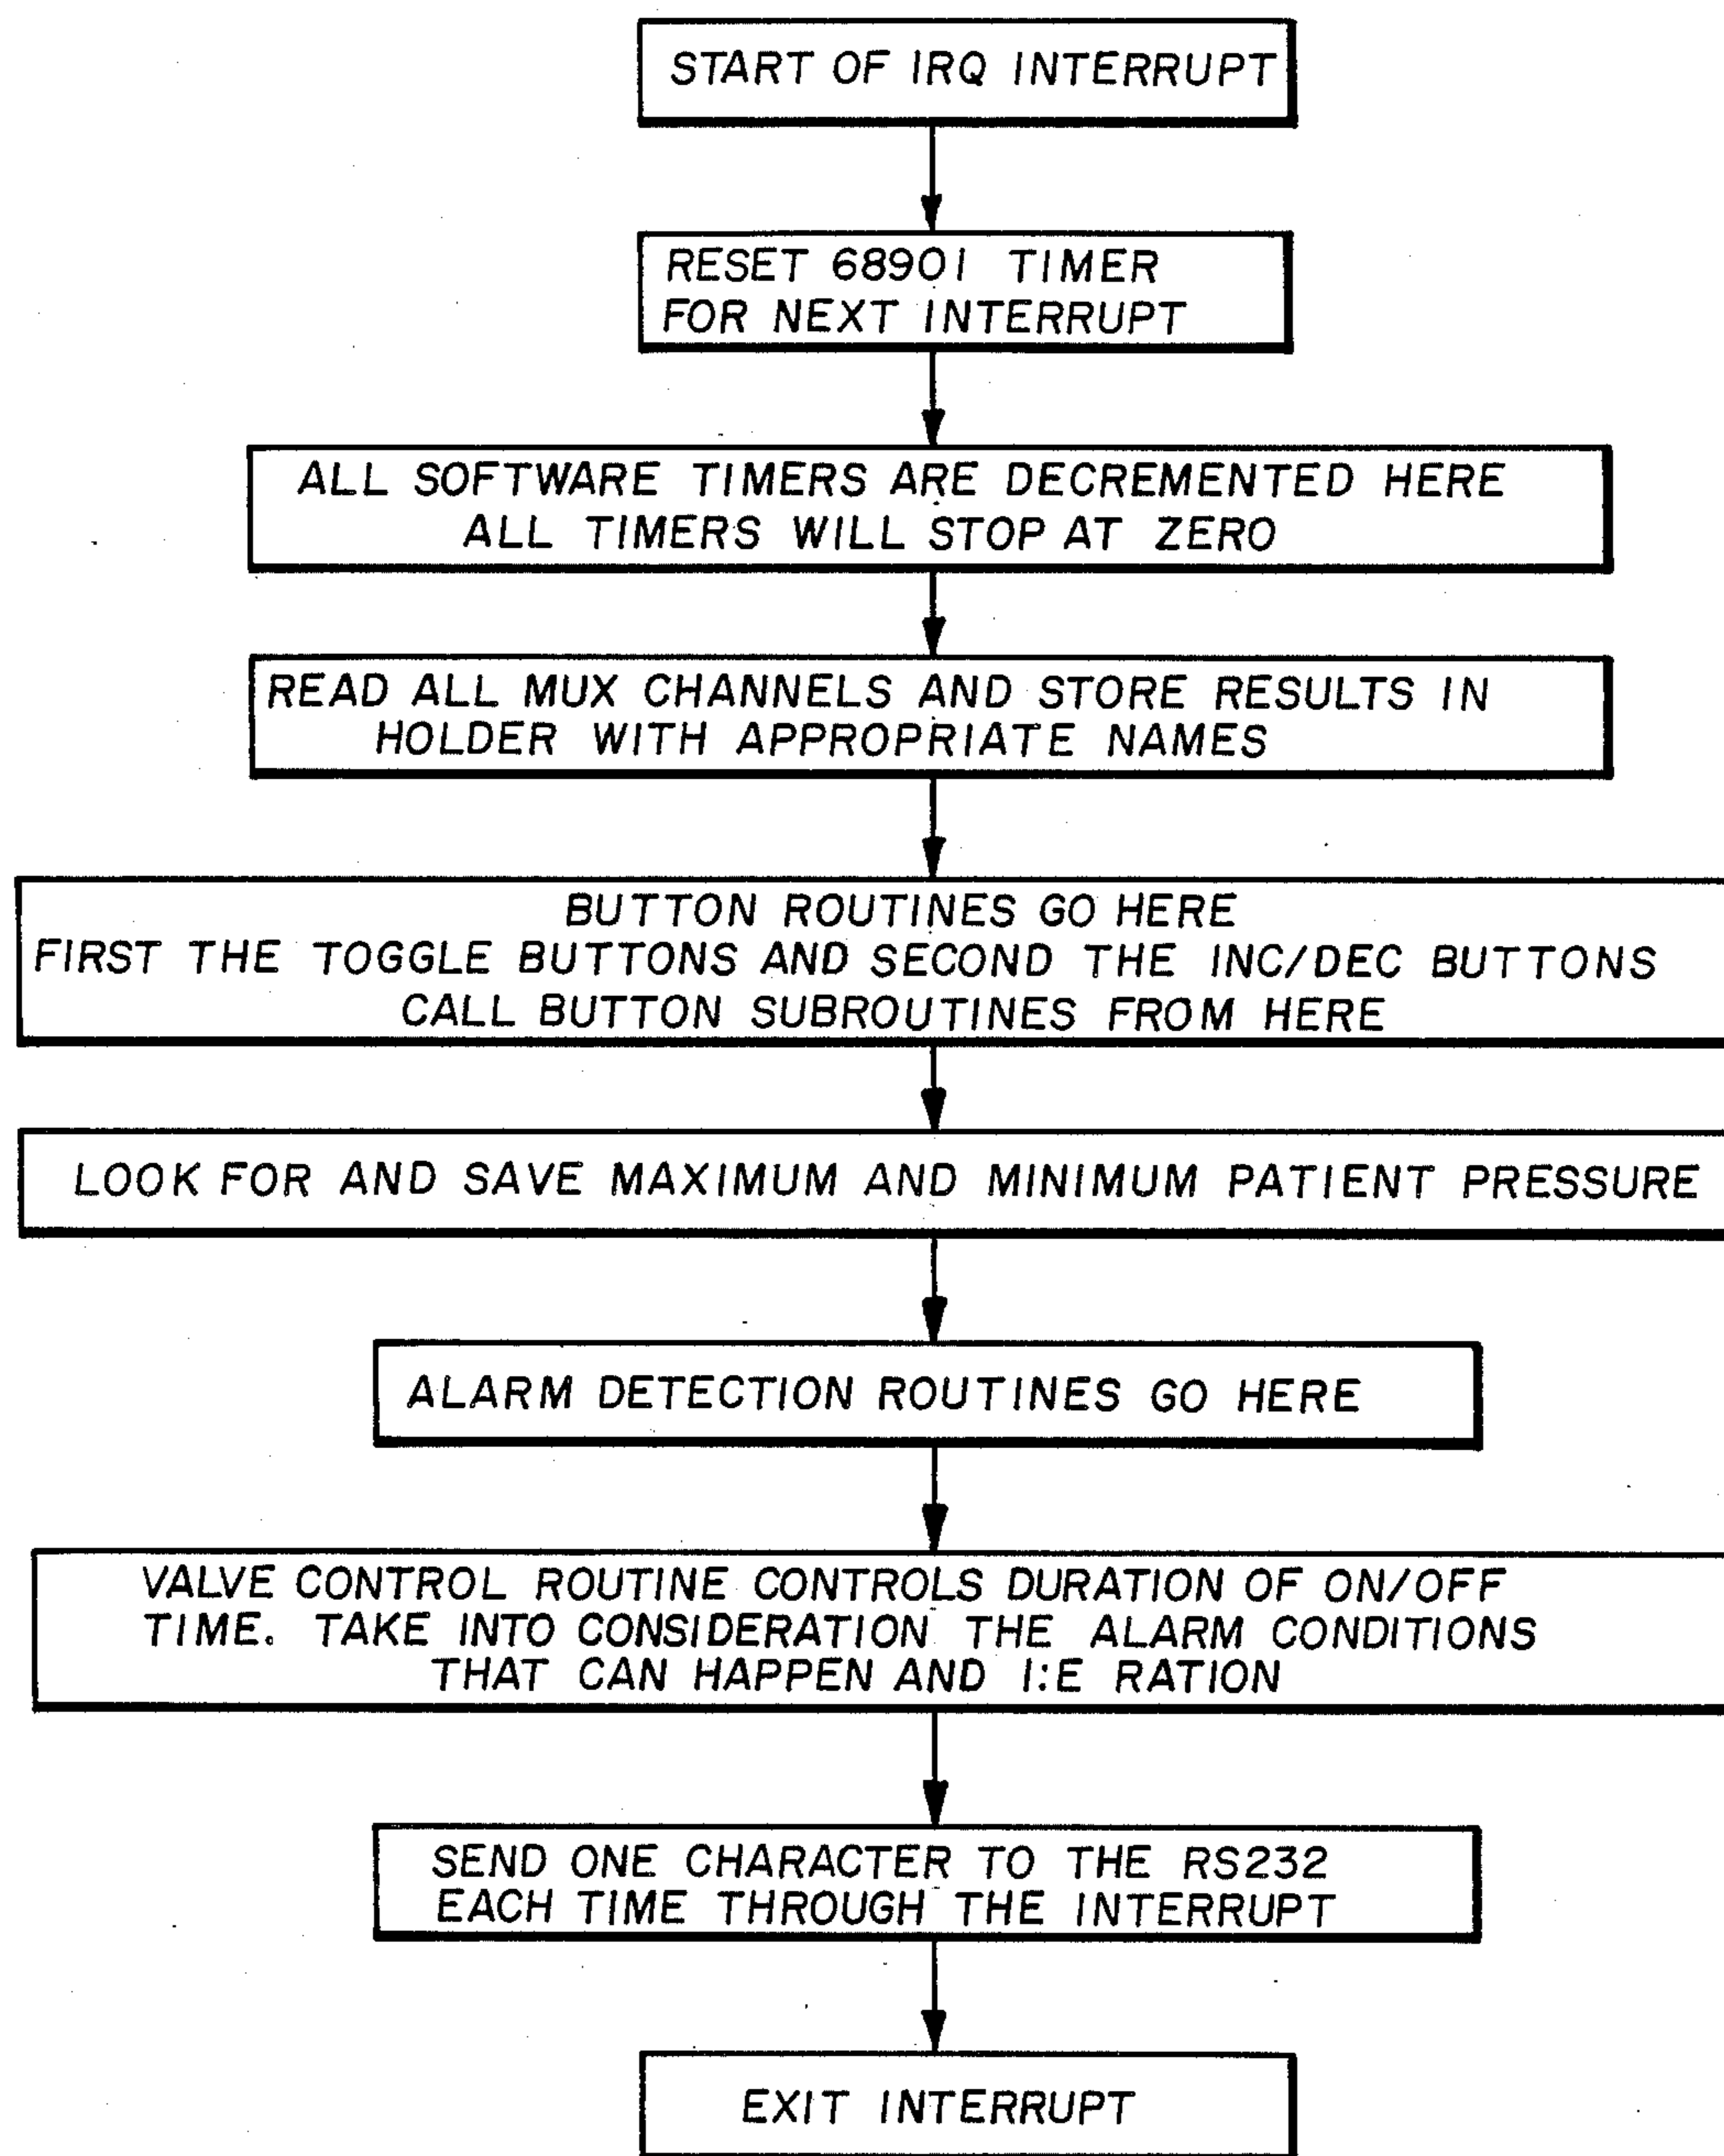 START OF IRQ INTERRUPT
RESET 68901 TIMER
FOR NEXT INTERRUPT
ALL SOFTWARE TIMERS ARE DECREMENTED HERE
ALL TIMERS WILL STOP AT ZERO
READ ALL MUX CHANNELS AND STORE RESULTS IN
HOLDER WITH APPROPRIATE NAMES
BUTTON ROUTINES GO HERE
FIRST THE TOGGLE BUTTONS AND SECOND THE INC/DEC BUTTONS
CALL BUTTON SUBROUTINES FROM HERE
LOOK FOR AND SAVE MAXIMUM AND MINIMUM PATIENT PRESSURE
ALARM DETECTION ROUTINES GO HERE
VALVE CONTROL ROUTINE CONTROLS DURATION OF ON/OFF
TIME. TAKE INTO CONSIDERATION THE ALARM CONDITIONS
THAT CAN HAPPEN AND I:E RATION
SEND ONE CHARACTER TO THE RS232
EACH TIME THROUGH THE INTERRUPT
EXIT INTERRUPT